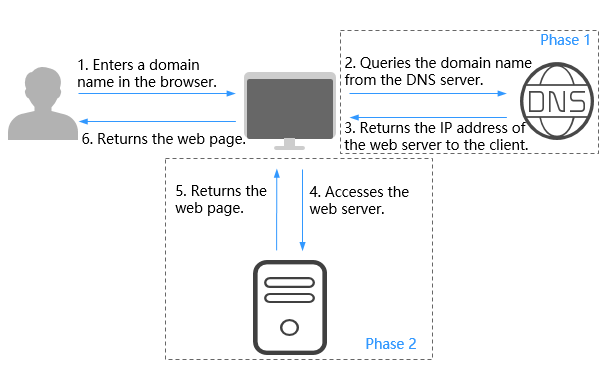 Phase 1
1. Enters a domain
name in the browser.
2. Queries the domain name
from the DNS server.
DNS
6. Returns the web page.
3. Returns the IP address of
the web server to the client.
5. Returns the
web page.
4. Accesses the
web server.
Phase 2